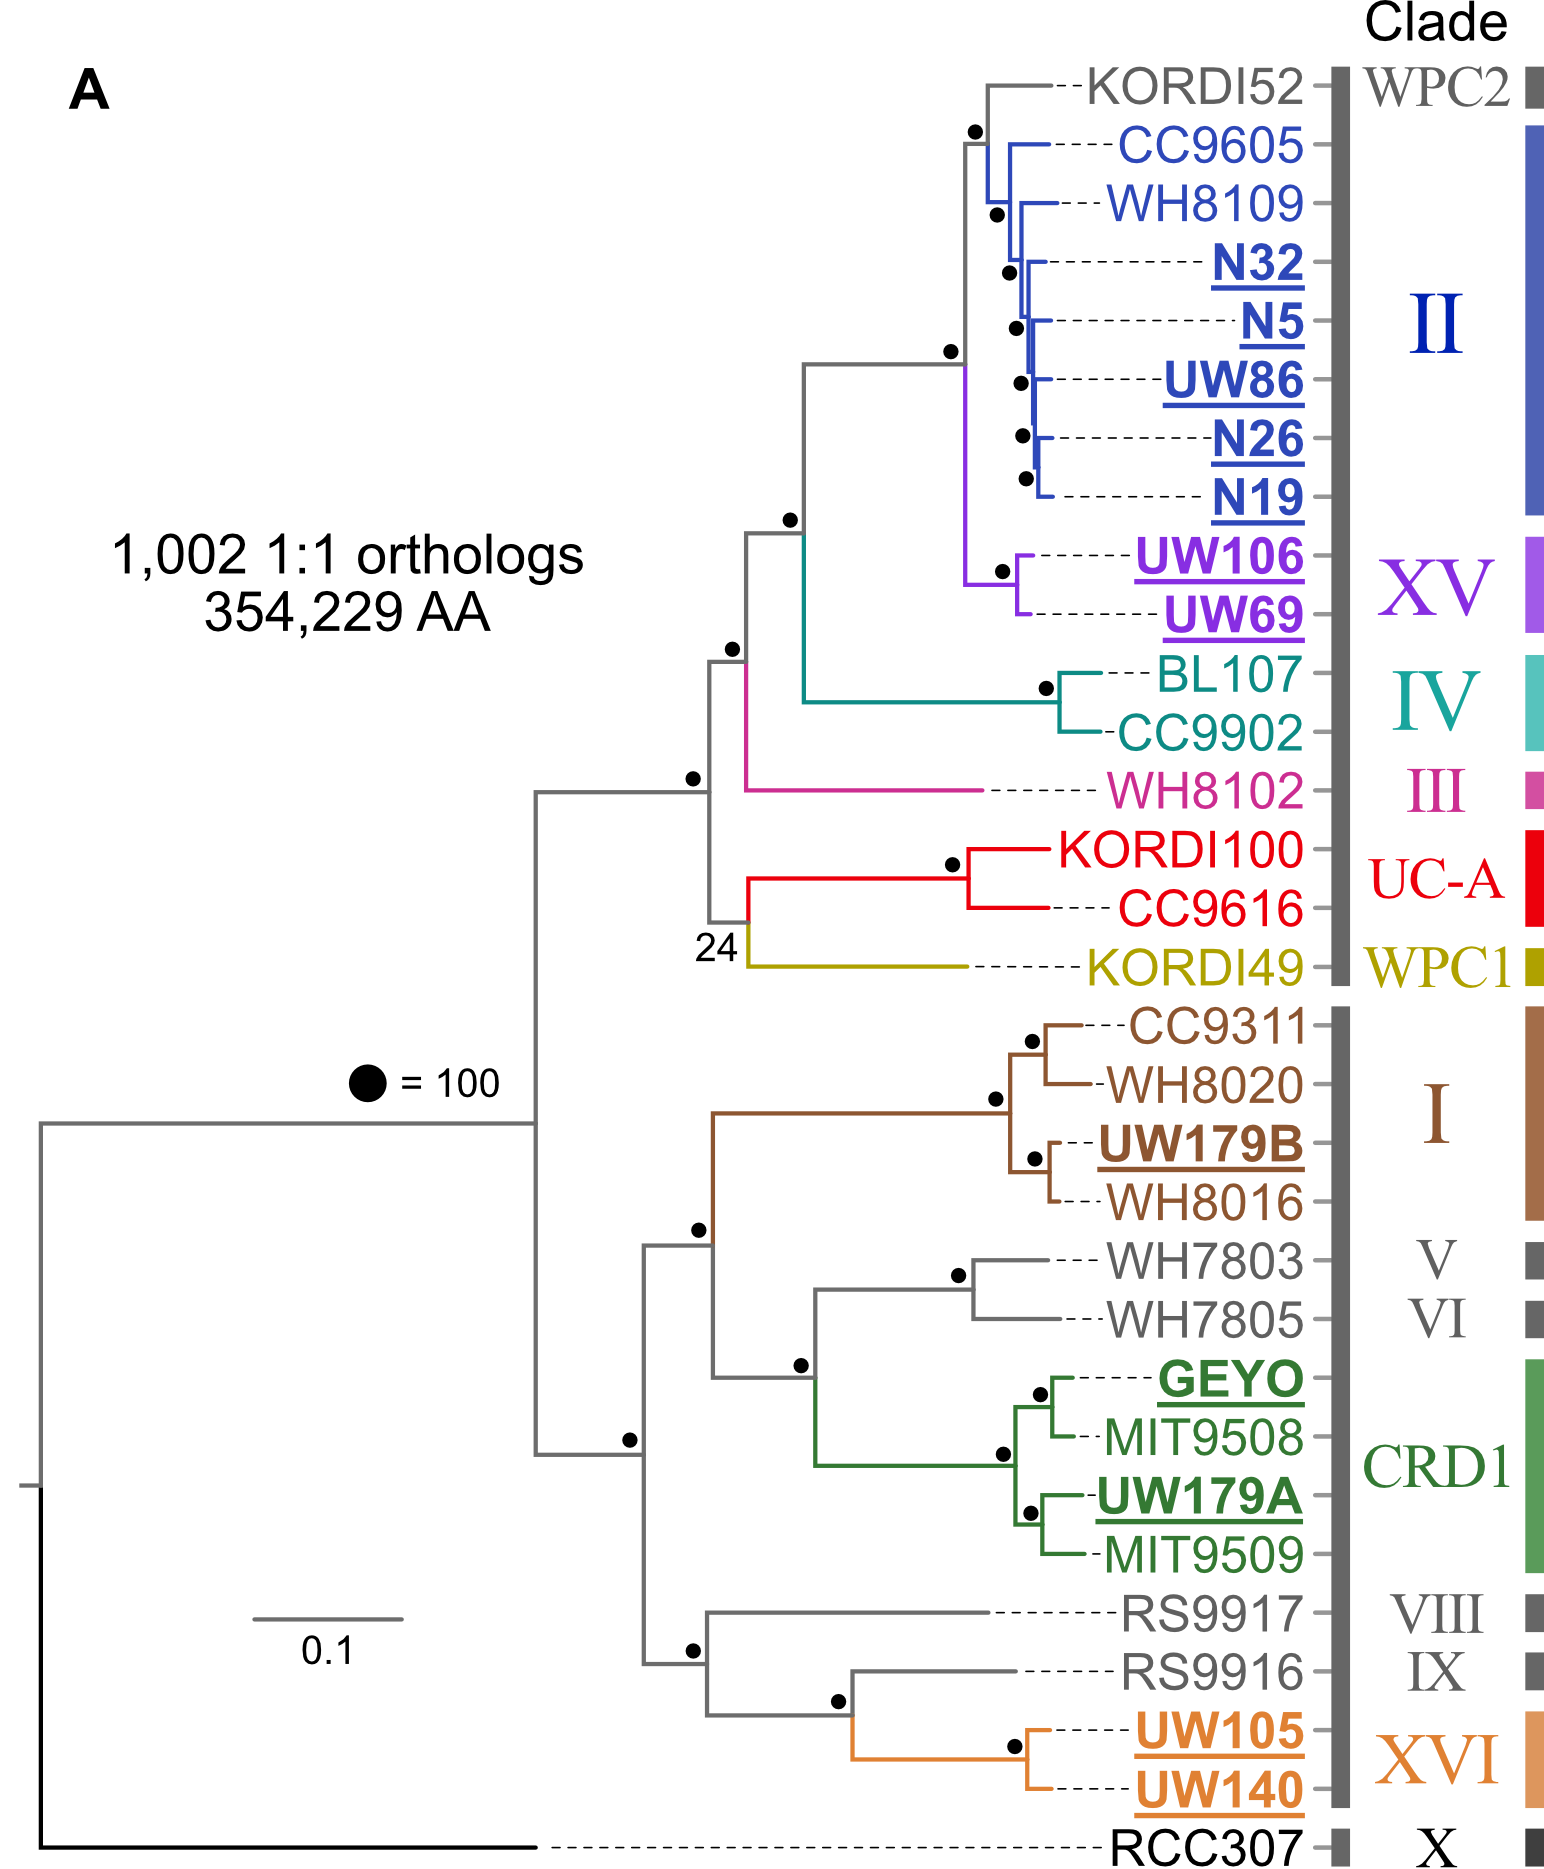 Clade
A
KORDI52 WPC2
CC9605
WH8109
N32
N5 II
UW86
N26
N19
1,002 1:1 orthologs
354,229 AA
UW106
XV
UW69
BL107
IV
CC9902
WH8102 III
KORDI100
UC-A
CC9616
24
KORDI49 WPC1
CC9311
= 100
WH8020
I
UW179B
WH8016
WH7803 V
WH7805 VI
GEYO
MIT9508
CRD1
UW179A
MIT9509
RS9917 VIII
0.1
RS9916 IX
UW105
XVI
UW140
RCC307 X